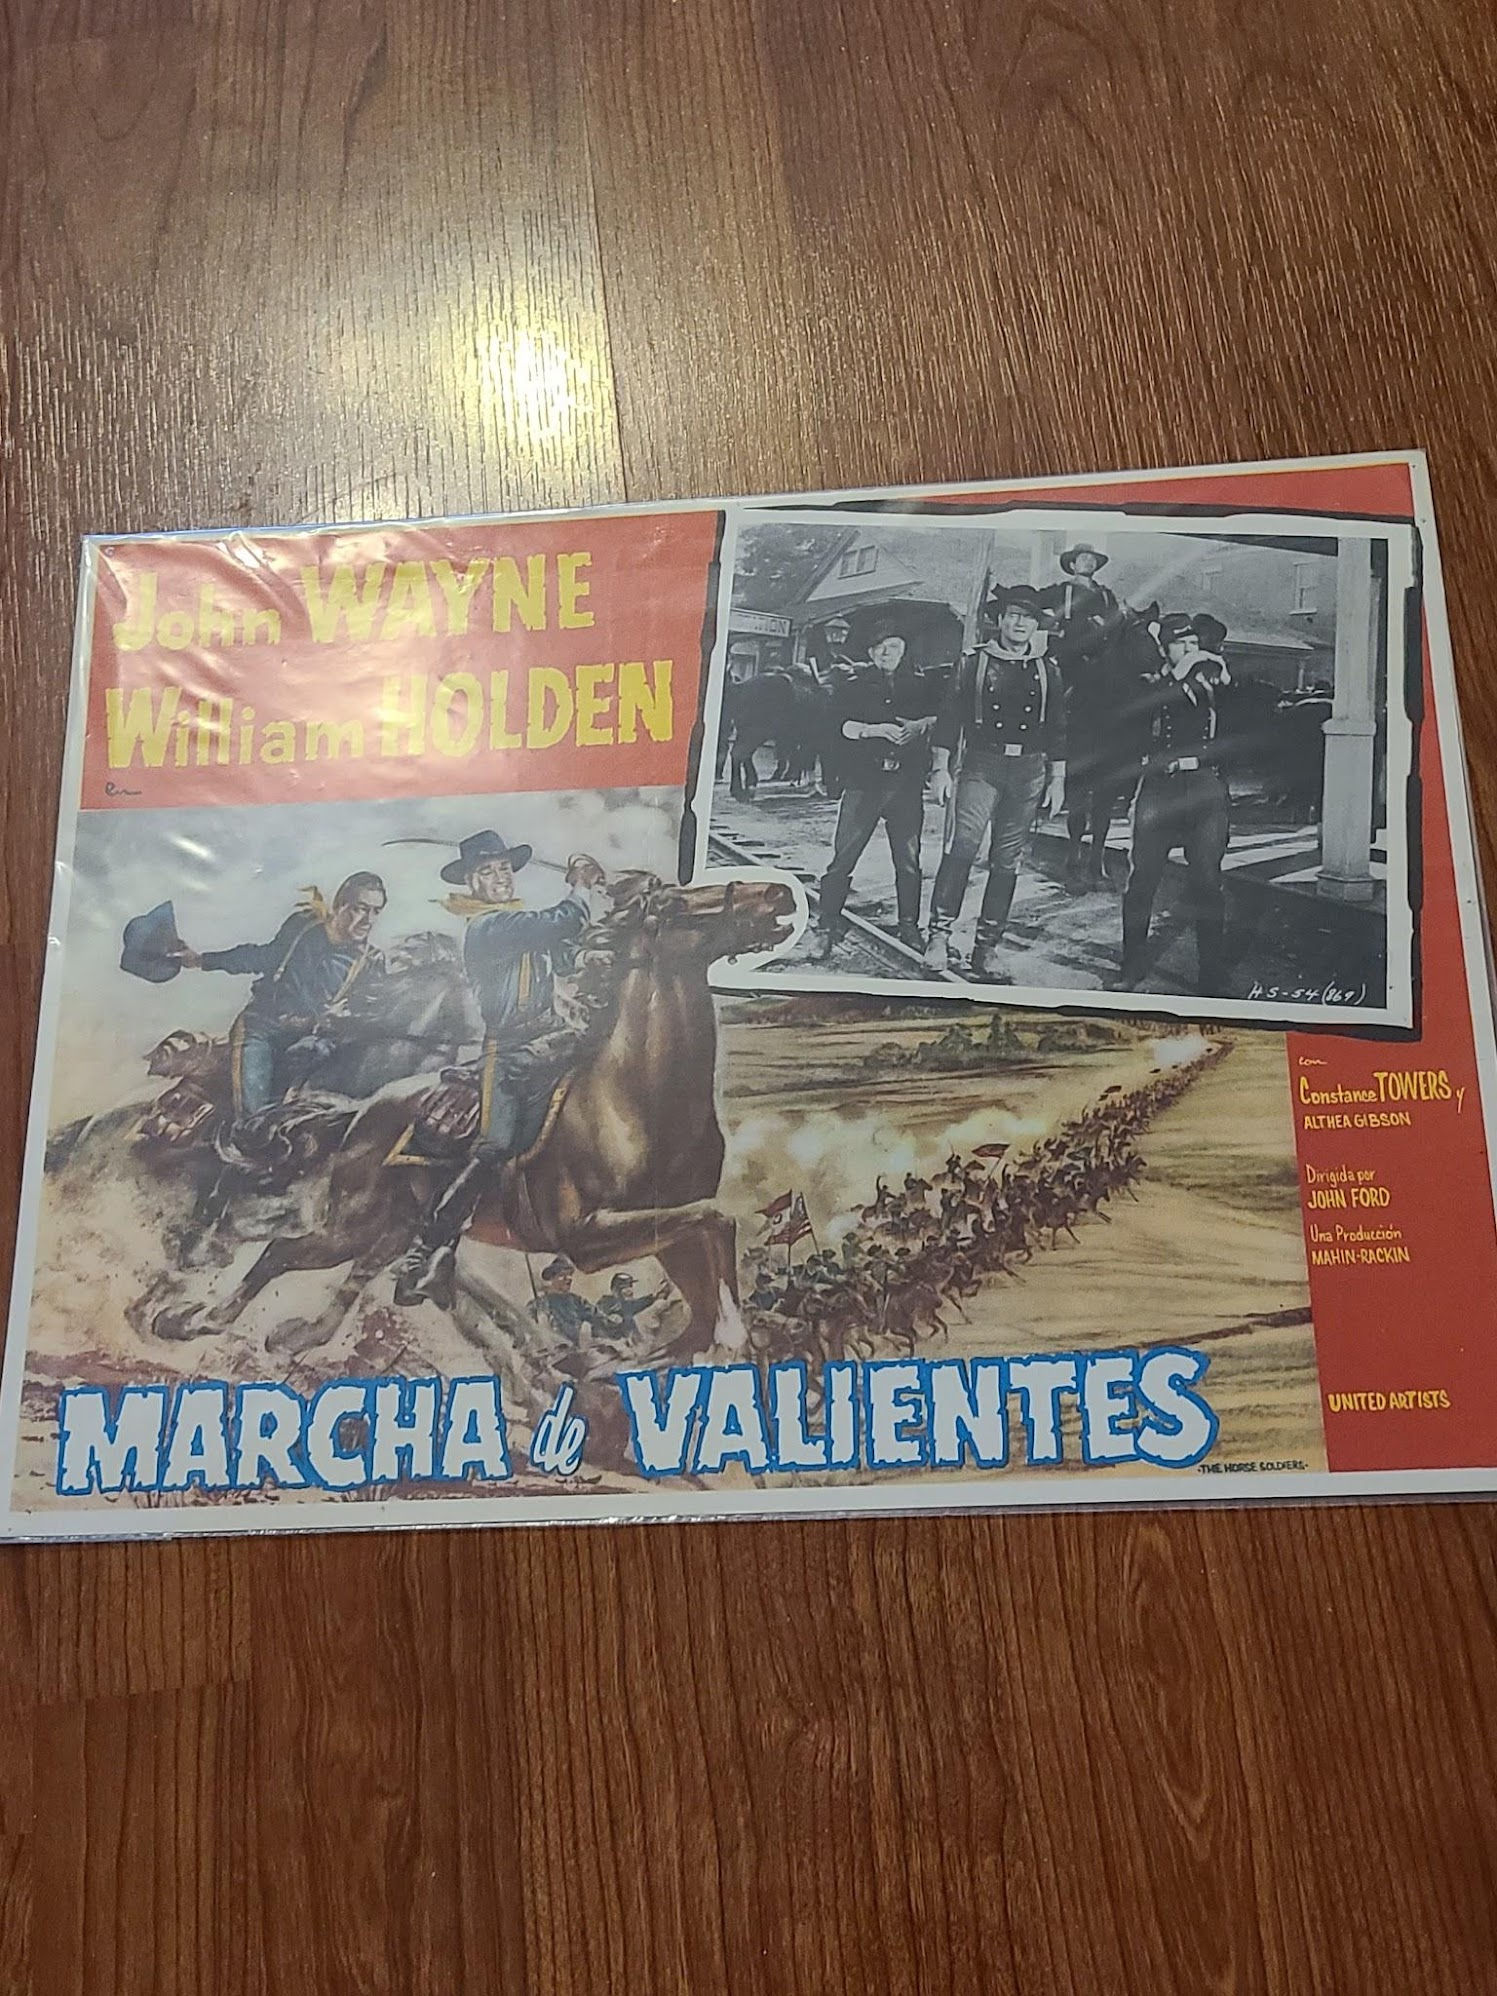 John WAYNE
William HOLDEN
En
H S-54 (869)
con
Constance TOWERS y
ALTHEA GIBSON
Dirigida por
JOHN FORD
Una Producción
MAHIN-RACKIN
MARCHA de VALIENTES
-THE HORSE SOLDIERS-
UNITED ARTISTS